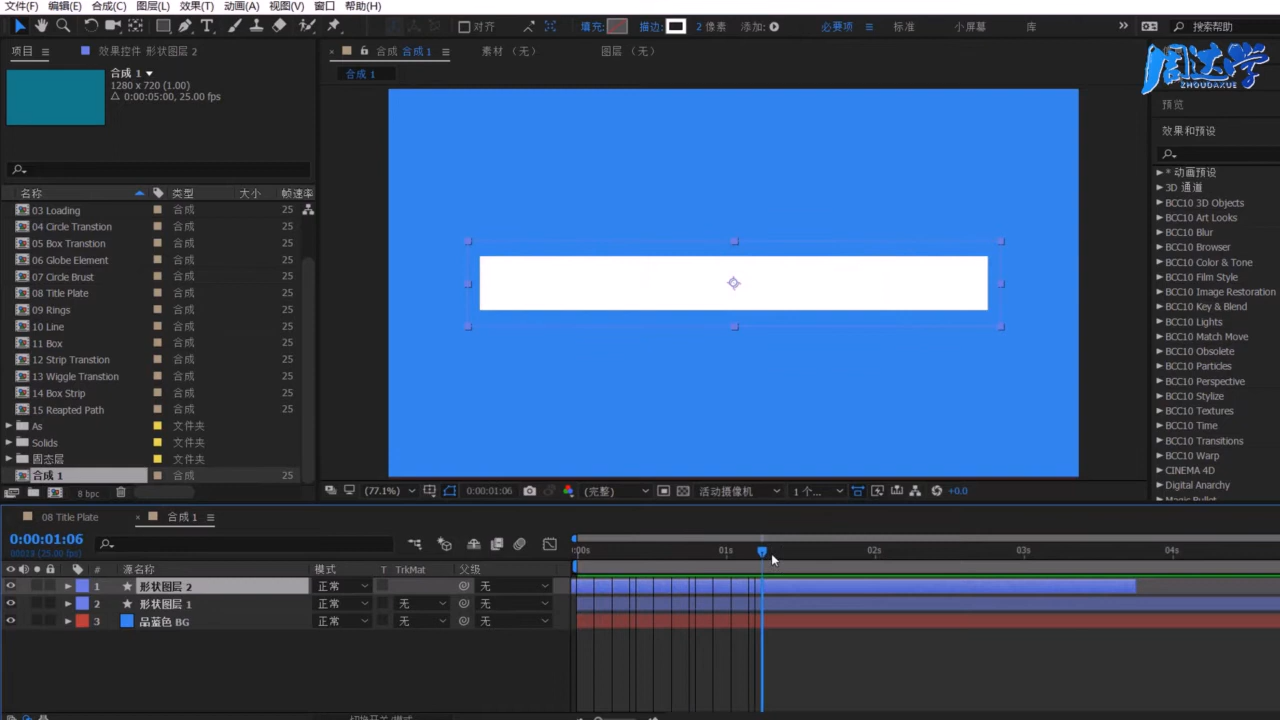 文件(F) 编辑(E) 合成(C) 图层(L) 效果(T) 动画(A) 视图(V) 窗口 帮助(H)
对齐 填充: 描边: 2 像素 添加: 必要项 标准 小屏幕 库 搜索帮助
项目 效果控件 形状图层 2 合成 合成 1 素材 (无) 图层 (无)
周达学
ZHOUDAXUE
合成 1
1280 x 720 (1.00)
Δ 0:00:05:00, 25.00 fps
合成 1
预览
效果和预设
名称 类型 大小 帧速率
03 Loading 合成 25
04 Circle Transtion 合成 25
05 Box Transtion 合成 25
06 Globe Element 合成 25
07 Circle Brust 合成 25
08 Title Plate 合成 25
09 Rings 合成 25
10 Line 合成 25
11 Box 合成 25
12 Strip Transtion 合成 25
13 Wiggle Transtion 合成 25
14 Box Strip 合成 25
15 Reapted Path 合成 25
As 文件夹
Solids 文件夹
固态层 文件夹
合成 1 合成 25
8 bpc
* 动画预设
3D 通道
BCC10 3D Objects
BCC10 Art Looks
BCC10 Blur
BCC10 Browser
BCC10 Color & Tone
BCC10 Film Style
BCC10 Image Restoration
BCC10 Key & Blend
BCC10 Lights
BCC10 Match Move
BCC10 Obsolete
BCC10 Particles
BCC10 Perspective
BCC10 Stylize
BCC10 Textures
BCC10 Time
BCC10 Transitions
BCC10 Warp
CINEMA 4D
Digital Anarchy
Magic Bullet
(77.1%) 0:00:01:06 (完整) 活动摄像机 1 个... +0.0
08 Title Plate 合成 1
0:00:01:06
(25.00 fps)
:00s 01s 02s 03s 04s
# 源名称 模式 T TrkMat 父级
1 形状图层 2 正常 无
2 形状图层 1 正常 无 无
3 品蓝色 BG 正常 无 无
切换开关/模式